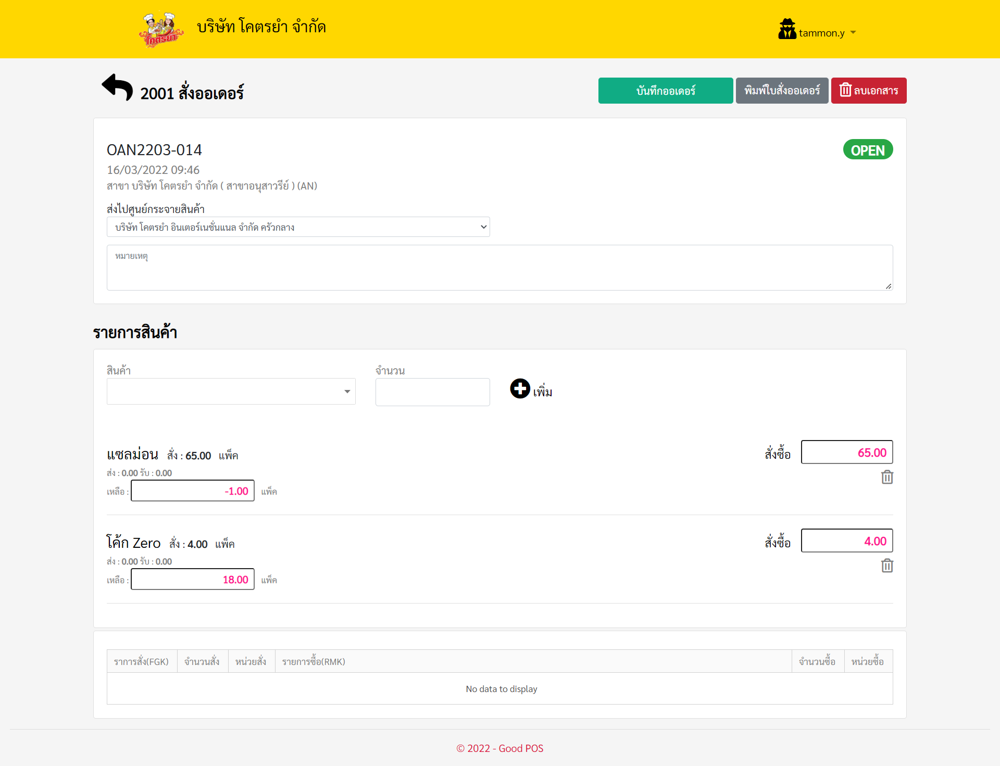 โคตรยำ
บริษัท โคตรยำ จำกัด
tammon.y
2001 สั่งออเดอร์
บันทึกออเดอร์
พิมพ์ใบสั่งออเดอร์
ลบเอกสาร
OAN2203-014
OPEN
16/03/2022 09:46
สาขา บริษัท โคตรยำ จำกัด ( สาขาอนุสาวรีย์ ) (AN)
ส่งไปศูนย์กระจายสินค้า
บริษัท โคตรยำ อินเตอร์เนชั่นแนล จำกัด ครัวกลาง
หมายเหตุ
รายการสินค้า
สินค้า
จำนวน
เพิ่ม
แซลม่อน สั่ง : 65.00 แพ็ค
สั่งซื้อ 65.00
ส่ง : 0.00 รับ : 0.00
เหลือ : -1.00 แพ็ค
โค้ก Zero สั่ง : 4.00 แพ็ค
สั่งซื้อ 4.00
ส่ง : 0.00 รับ : 0.00
เหลือ : 18.00 แพ็ค
ราการสั่ง(FGK) จำนวนสั่ง หน่วยสั่ง รายการซื้อ(RMK) จำนวนซื้อ หน่วยซื้อ
No data to display
© 2022 - Good POS